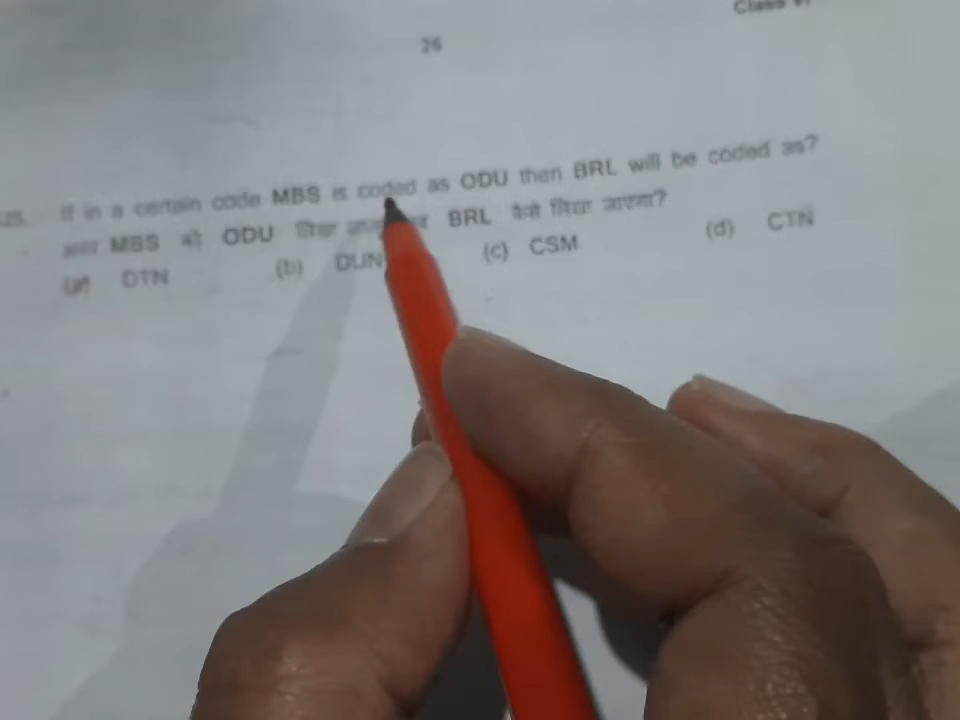 Class VI
26
25. If in a certain code MBS is coded as ODU then BRL will be coded as?
अगर MBS को ODU लिखा जाता BRL कैसे लिखा जाएगा?
(a) DTN (b) DUN (c) CSM (d) CTN